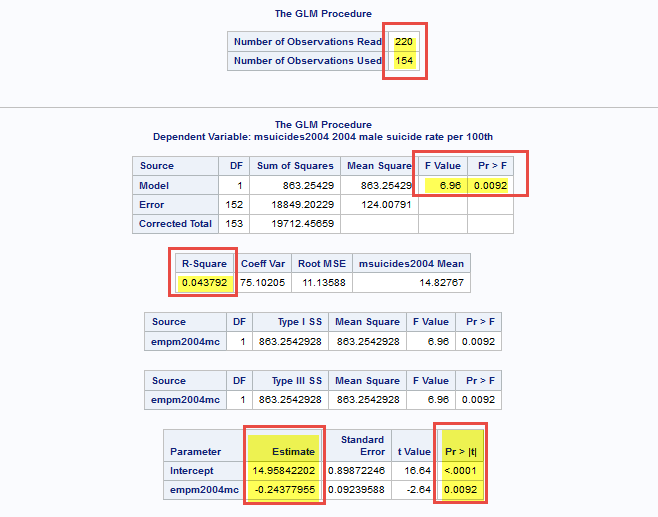 The GLM Procedure
Number of Observations Read 220
Number of Observations Used 154
The GLM Procedure
Dependent Variable: msuicides2004 2004 male suicide rate per 100th
Source DF Sum of Squares Mean Square F Value Pr > F
Model 1 863.25429 863.25429 6.96 0.0092
Error 152 18849.20229 124.00791
Corrected Total 153 19712.45659
R-Square Coeff Var Root MSE msuicides2004 Mean
0.043792 75.10205 11.13588 14.82767
Source DF Type I SS Mean Square F Value Pr > F
empm2004mc 1 863.2542928 863.2542928 6.96 0.0092
Source DF Type III SS Mean Square F Value Pr > F
empm2004mc 1 863.2542928 863.2542928 6.96 0.0092
Parameter Estimate Standard Error t Value Pr > |t|
Intercept 14.95842202 0.89872246 16.64 <.0001
empm2004mc -0.24377955 0.09239588 -2.64 0.0092